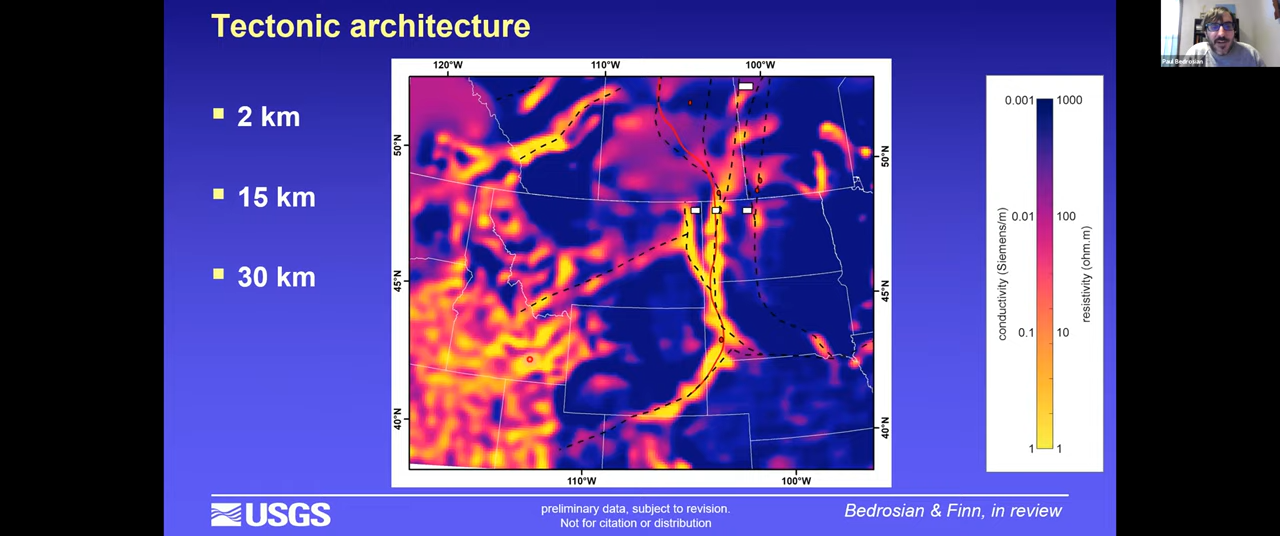 Tectonic architecture
Paul Bedrosian
2 km
15 km
30 km
120°W
110°W
100°W
50°N
50°N
45°N
45°N
40°N
40°N
110°W
100°W
0.001
1000
0.01
100
0.1
10
1
1
conductivity (Siemens/m)
resistivity (ohm.m)
USGS
preliminary data, subject to revision.
Not for citation or distribution
Bedrosian & Finn, in review